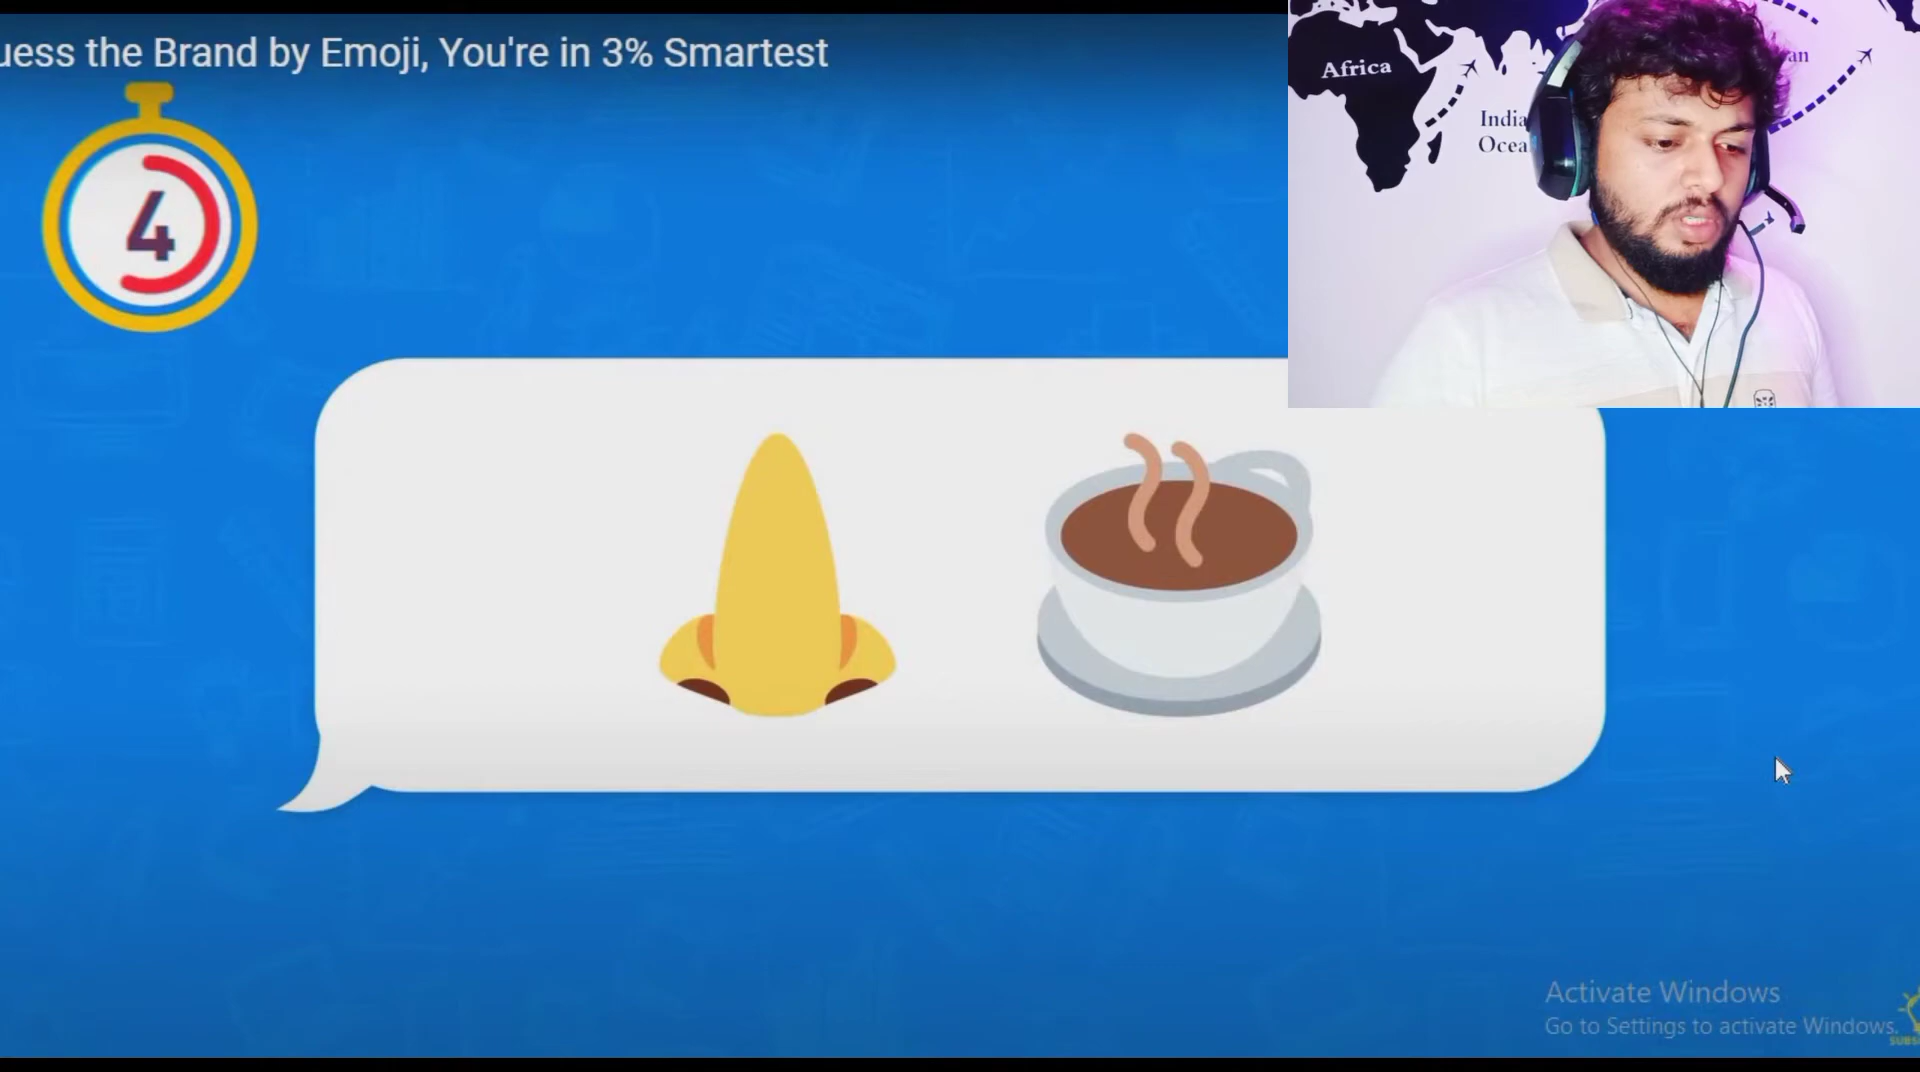 uess the Brand by Emoji, You're in 3% Smartest
4
Africa
India
Ocea
an
Activate Windows
Go to Settings to activate Windows.